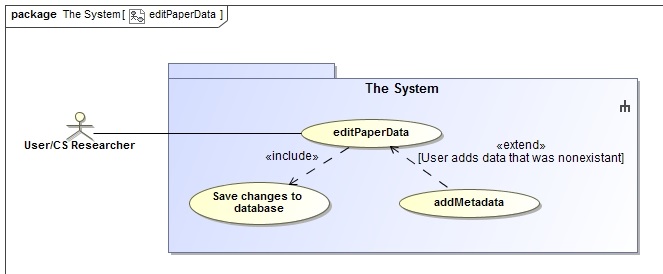 package The System[ editPaperData ]
The System
User/CS Researcher
editPaperData
«include»
«extend»
[User adds data that was nonexistant]
Save changes to
database
addMetadata